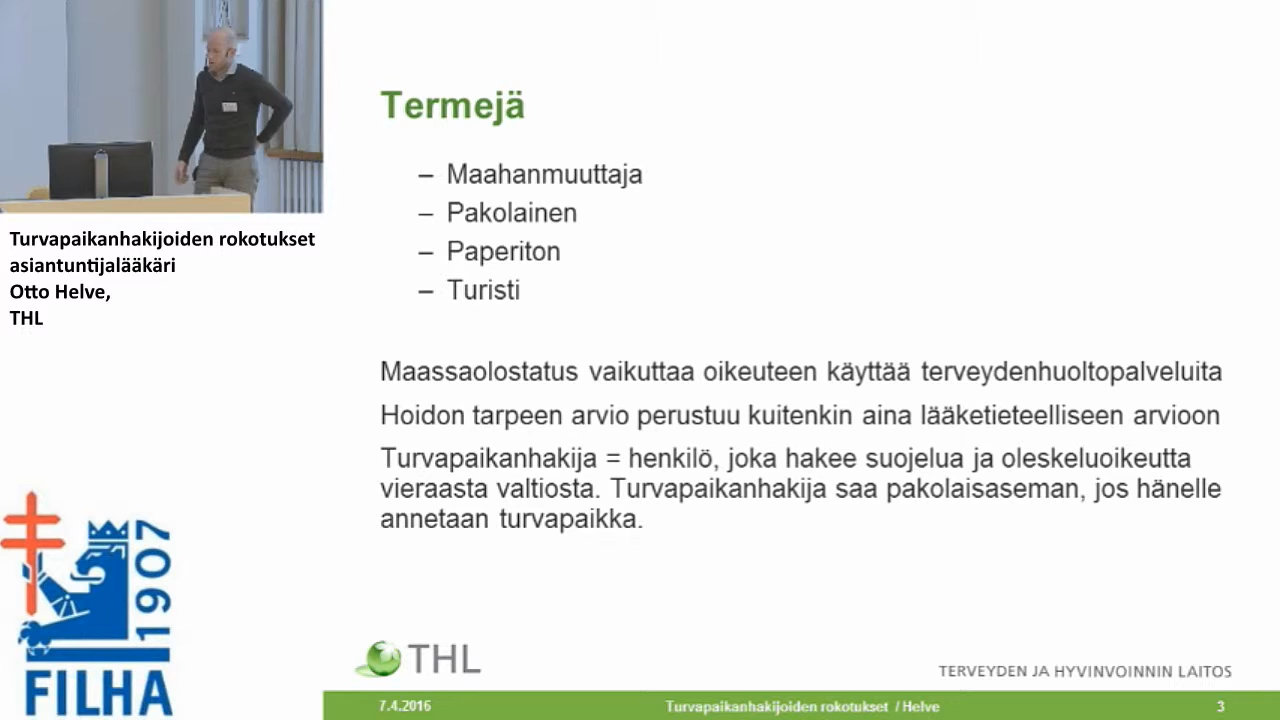 Turvapaikanhakijoiden rokotukset
asiantuntijalääkäri
Otto Helve,
THL
Termejä
– Maahanmuuttaja
– Pakolainen
– Paperiton
– Turisti
Maassaolostatus vaikuttaa oikeuteen käyttää terveydenhuoltopalveluita
Hoidon tarpeen arvio perustuu kuitenkin aina lääketieteelliseen arvioon
Turvapaikanhakija = henkilö, joka hakee suojelua ja oleskeluoikeutta
vieraasta valtiosta. Turvapaikanhakija saa pakolaisaseman, jos hänelle
annetaan turvapaikka.
1907
FILHA
THL
TERVEYDEN JA HYVINVOINNIN LAITOS
7.4.2016
Turvapaikanhakijoiden rokotukset / Helve
3